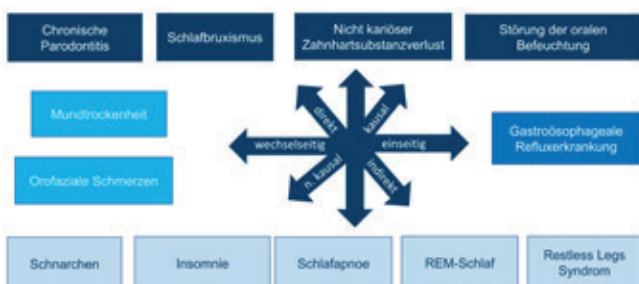 Chronische
Parodontitis
Schlafbruxismus
Nicht kariöser
Zahnhartsubstanzverlust
Störung der oralen
Befeuchtung
Mundtrockenheit
direkt
kausal
wechselseitig
einseitig
Gastroösophageale
Refluxerkrankung
Orofaziale Schmerzen
n. kausal
indirekt
Schnarchen
Insomnie
Schlafapnoe
REM-Schlaf
Restless Legs
Syndrom